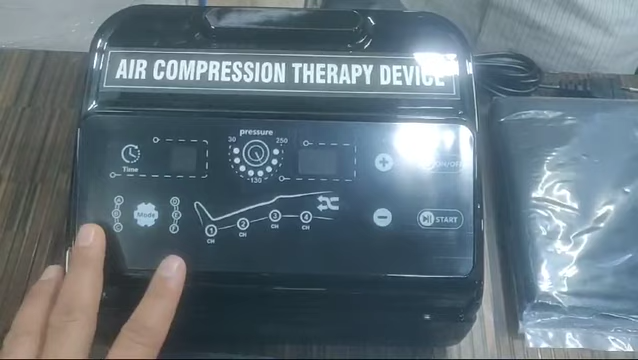 AIR COMPRESSION THERAPY DEVICE
pressure
30 250
130
Time
ON/OFF
A
B
C
Mode
D
E
F
1 2 3 4
CH CH CH CH
START